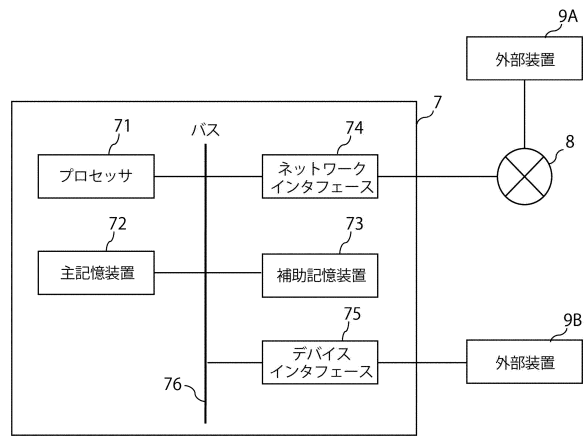 9A
外部装置
7
71
バス
74
8
プロセッサ
ネットワーク
インタフェース
72
73
主記憶装置
補助記憶装置
75
9B
デバイス
インタフェース
外部装置
76